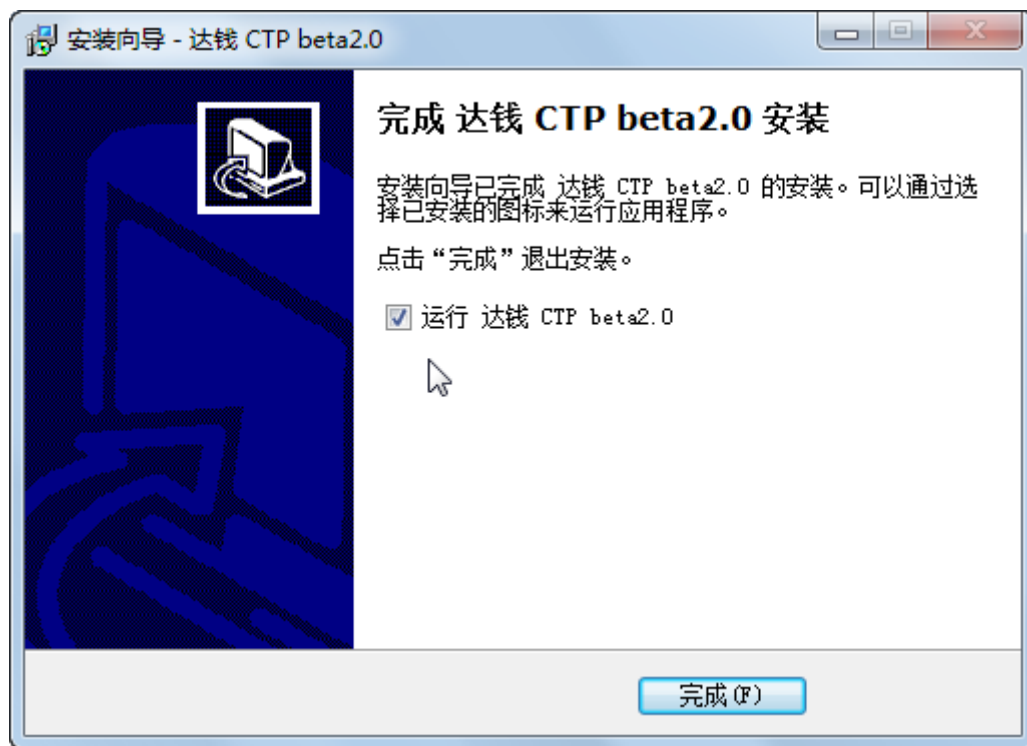 安装向导 - 达钱 CTP beta2.0
完成 达钱 CTP beta2.0 安装
安装向导已完成 达钱 CTP beta2.0 的安装。可以通过选
择已安装的图标来运行应用程序。
点击“完成”退出安装。
运行 达钱 CTP beta2.0
完成(F)